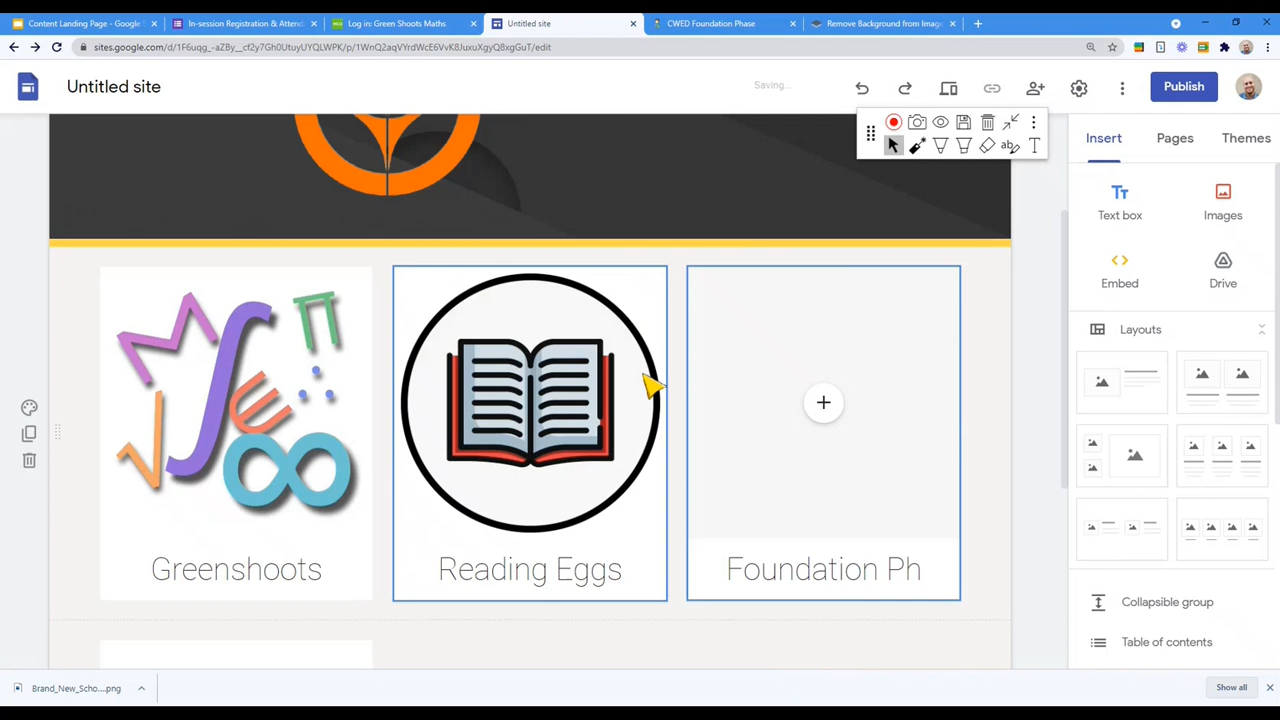 Content Landing Page - Google S
In-session Registration & Attend
Log in: Green Shoots Maths
Untitled site
CWED Foundation Phase
Remove Background from Image
sites.google.com/d/1F6uqg_-aZBy__cf2y7Gh0UtuyUYQLWPK/p/1WnQ2aqVYrdWcE6VvK8JuxuXgyQ8xgGuT/edit
Untitled site
Saving...
Publish
Insert
Pages
Themes
Text box
Images
Embed
Drive
Layouts
Greenshoots
Reading Eggs
Foundation Ph
Collapsible group
Table of contents
Brand_New_Scho....png
Show all